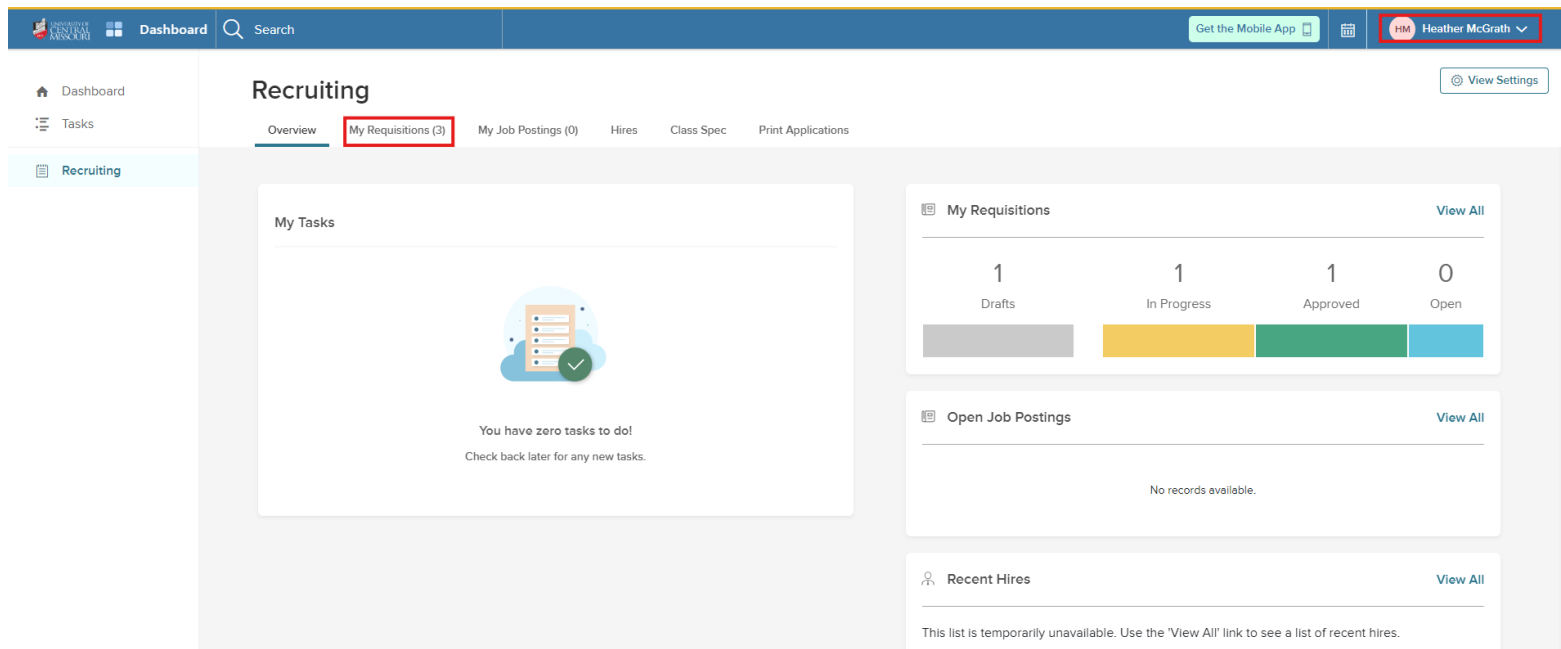 UNIVERSITY OF
CENTRAL
MISSOURI
Dashboard
Search
Get the Mobile App
HM
Heather McGrath
Dashboard
Tasks
Recruiting
Recruiting
View Settings
Overview
My Requisitions (3)
My Job Postings (0)
Hires
Class Spec
Print Applications
My Tasks
You have zero tasks to do!
Check back later for any new tasks.
My Requisitions
View All
1
1
1
0
Drafts
In Progress
Approved
Open
Open Job Postings
View All
No records available.
Recent Hires
View All
This list is temporarily unavailable. Use the 'View All' link to see a list of recent hires.